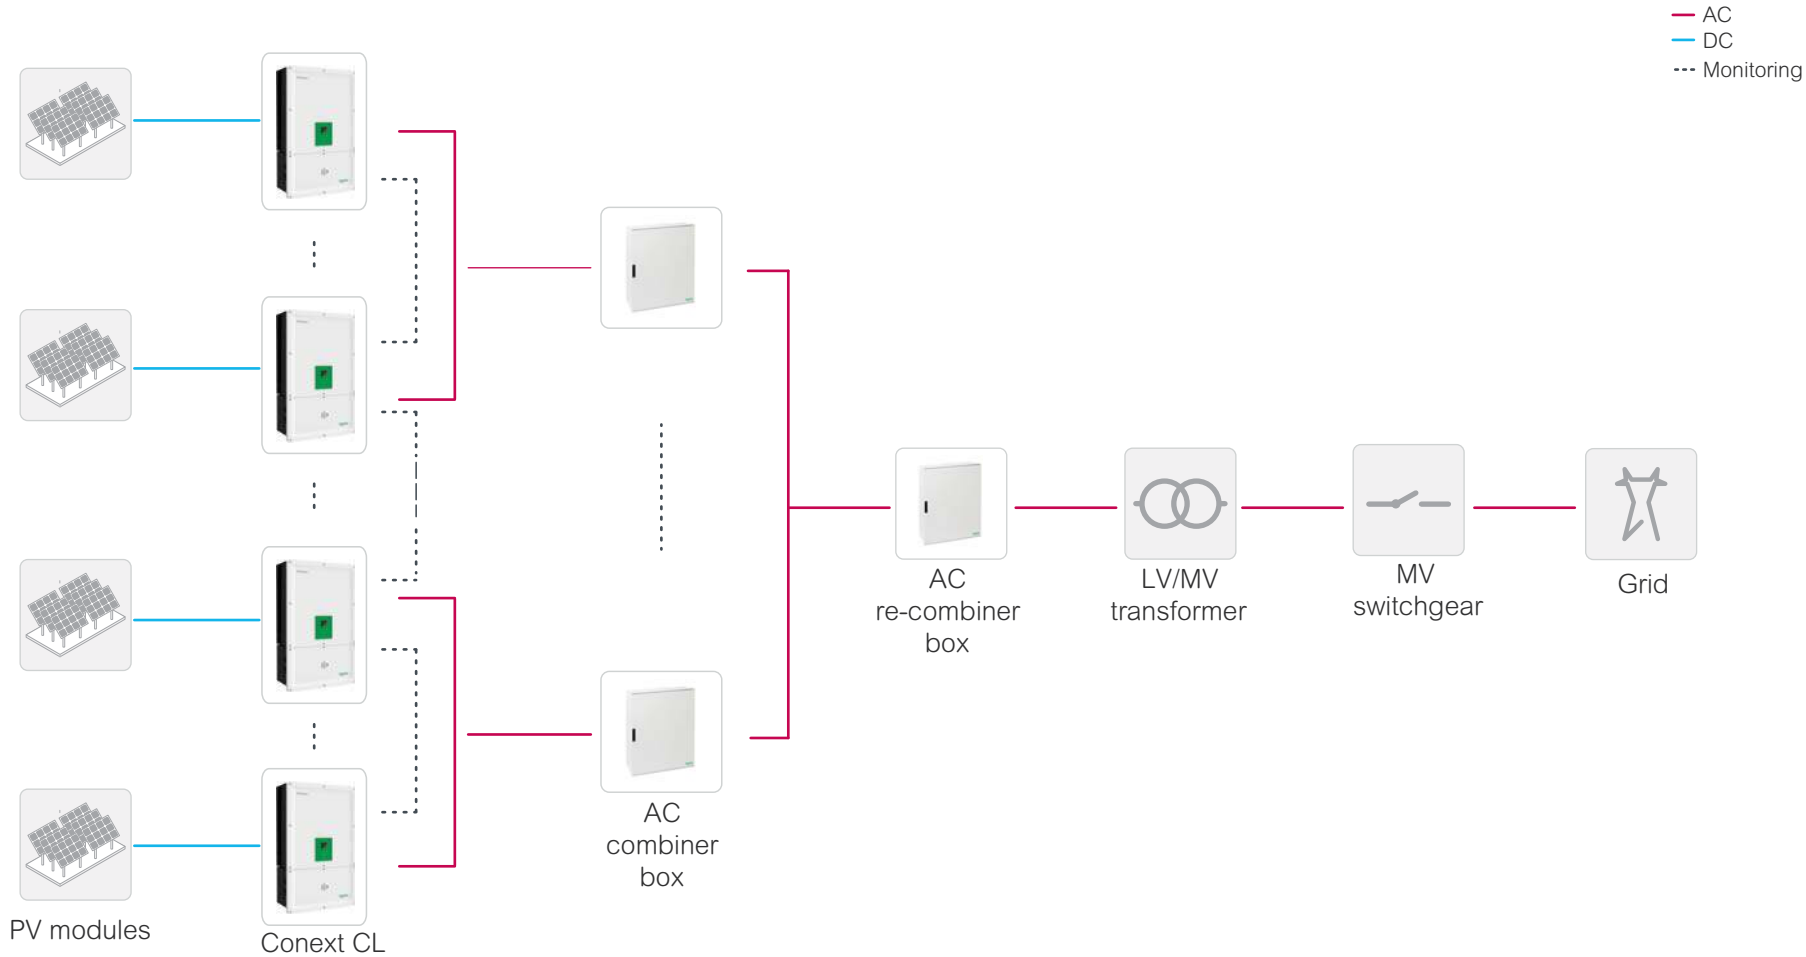 AC
DC
Monitoring
AC
re-combiner
box
LV/MV
transformer
MV
switchgear
Grid
AC
combiner
box
PV modules
Conext CL